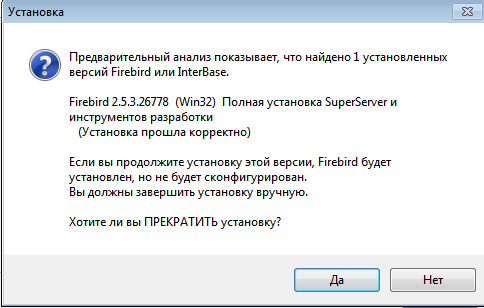 Установка
Предварительный анализ показывает, что найдено 1 установленных
версий Firebird или InterBase.
Firebird 2.5.3.26778 (Win32) Полная установка SuperServer и
инструментов разработки
(Установка прошла корректно)
Если вы продолжите установку этой версии, Firebird будет
установлен, но не будет сконфигурирован.
Вы должны завершить установку вручную.
Хотите ли вы ПРЕКРАТИТЬ установку?
Да Нет